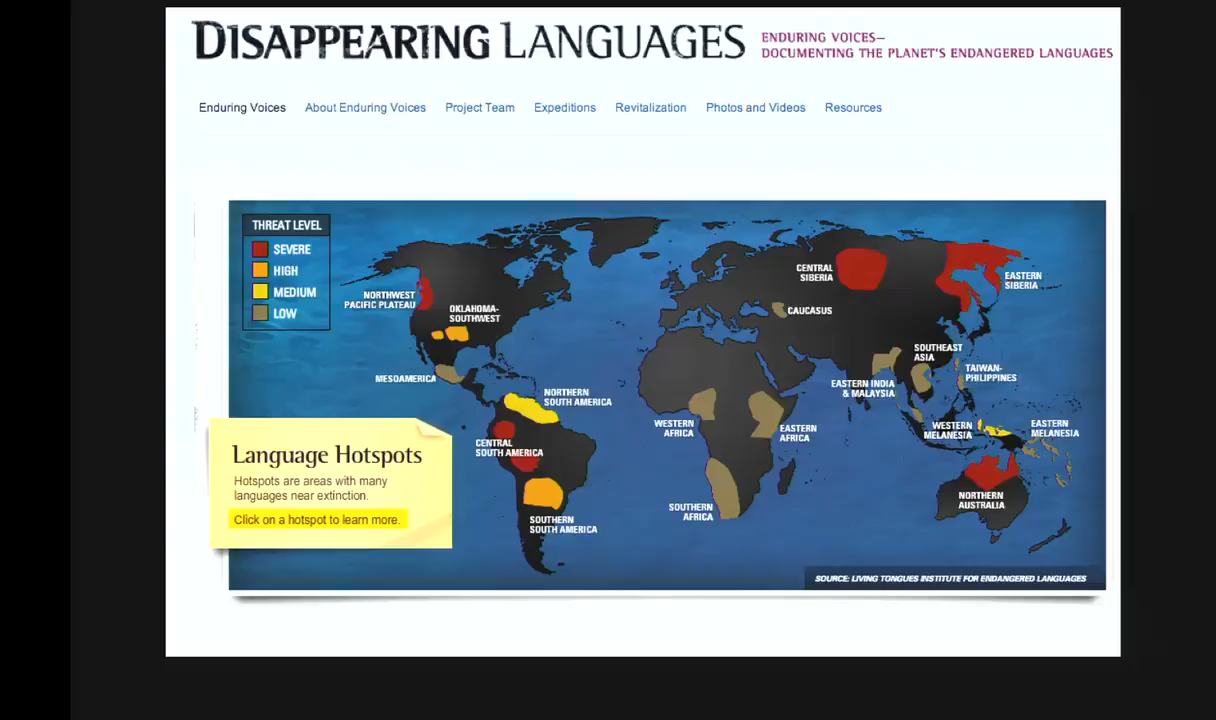 DISAPPEARING LANGUAGES
ENDURING VOICES—
DOCUMENTING THE PLANET'S ENDANGERED LANGUAGES
Enduring Voices About Enduring Voices Project Team Expeditions Revitalization Photos and Videos Resources
THREAT LEVEL
SEVERE
HIGH
MEDIUM
LOW
NORTHWEST
PACIFIC PLATEAU
OKLAHOMA-
SOUTHWEST
MESOAMERICA
NORTHERN
SOUTH AMERICA
CENTRAL
SOUTH AMERICA
SOUTHERN
SOUTH AMERICA
WESTERN
AFRICA
EASTERN
AFRICA
SOUTHERN
AFRICA
CENTRAL
SIBERIA
EASTERN
SIBERIA
CAUCASUS
SOUTHEAST
ASIA
TAIWAN-
PHILIPPINES
EASTERN INDIA
& MALAYSIA
WESTERN
MELANESIA
EASTERN
MELANESIA
NORTHERN
AUSTRALIA
Language Hotspots
Hotspots are areas with many
languages near extinction.
Click on a hotspot to learn more.
SOURCE: LIVING TONGUES INSTITUTE FOR ENDANGERED LANGUAGES